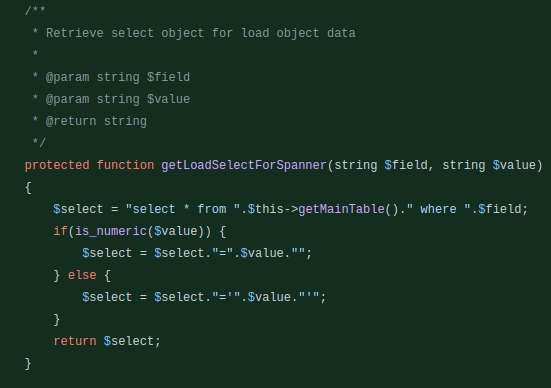 /**
 * Retrieve select object for load object data
 *
 * @param string $field
 * @param string $value
 * @return string
 */
protected function getLoadSelectForSpanner(string $field, string $value)
{
    $select = "select * from ".$this->getMainTable()." where ".$field;
    if(is_numeric($value)) {
        $select = $select."=".$value."";
    } else {
        $select = $select."='".$value."'";
    }
    return $select;
}